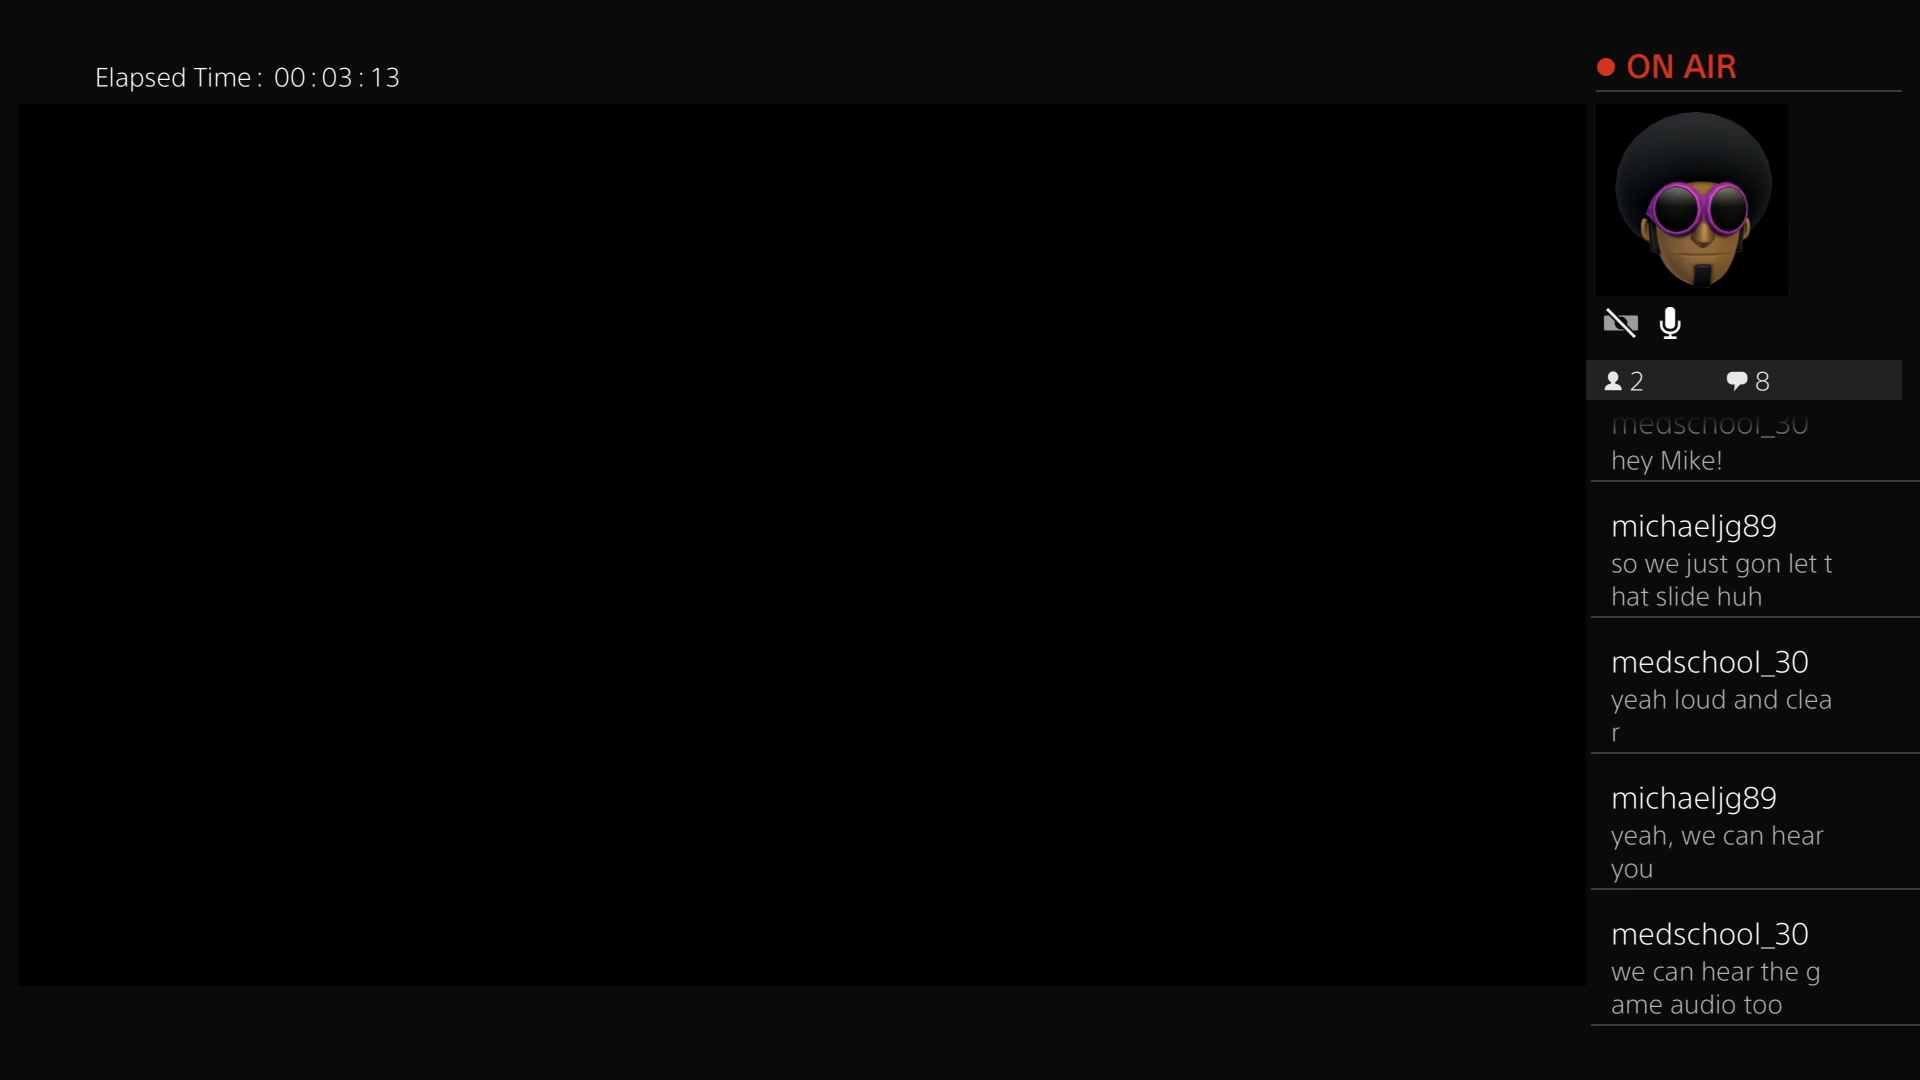 Elapsed Time: 00:03:13
ON AIR
2 8
medschool_30
hey Mike!
michaeljg89
so we just gon let t
hat slide huh
medschool_30
yeah loud and clea
r
michaeljg89
yeah, we can hear
you
medschool_30
we can hear the g
ame audio too